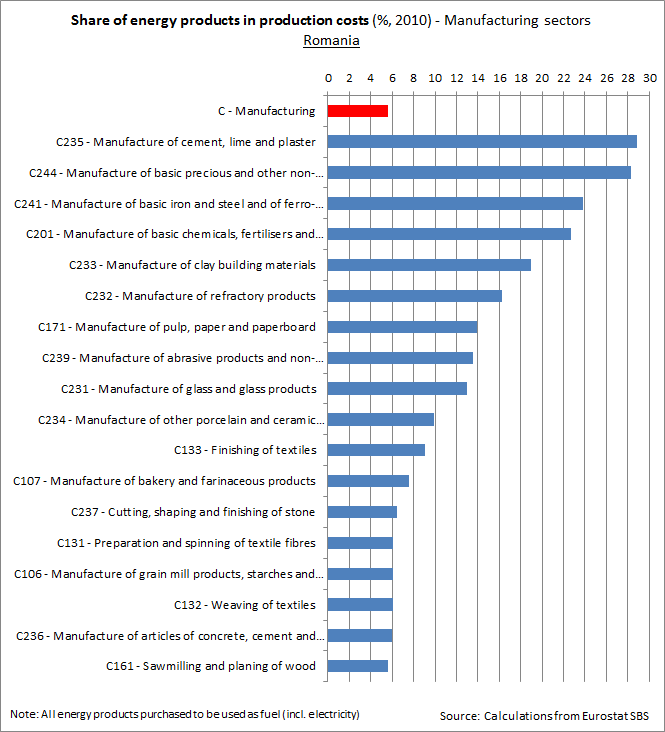 Share of energy products in production costs (%, 2010) - Manufacturing sectors
Romania
0 2 4 6 8 10 12 14 16 18 20 22 24 26 28 30
C - Manufacturing
C235 - Manufacture of cement, lime and plaster
C244 - Manufacture of basic precious and other non-...
C241 - Manufacture of basic iron and steel and of ferro-...
C201 - Manufacture of basic chemicals, fertilisers and...
C233 - Manufacture of clay building materials
C232 - Manufacture of refractory products
C171 - Manufacture of pulp, paper and paperboard
C239 - Manufacture of abrasive products and non-...
C231 - Manufacture of glass and glass products
C234 - Manufacture of other porcelain and ceramic...
C133 - Finishing of textiles
C107 - Manufacture of bakery and farinaceous products
C237 - Cutting, shaping and finishing of stone
C131 - Preparation and spinning of textile fibres
C106 - Manufacture of grain mill products, starches and...
C132 - Weaving of textiles
C236 - Manufacture of articles of concrete, cement and...
C161 - Sawmilling and planing of wood
Note: All energy products purchased to be used as fuel (incl. electricity)
Source: Calculations from Eurostat SBS